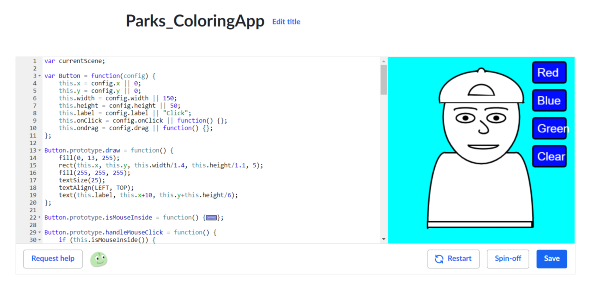 Parks_ColoringApp Edit title
1 var currentScene;
2
3 var Button = function(config) {
4 this.x = config.x || 0;
5 this.y = config.y || 0;
6 this.width = config.width || 150;
7 this.height = config.height || 50;
8 this.label = config.label || "Click";
9 this.onClick = config.onClick || function() {};
10 this.ondrag = config.drag || function() {};
11 };
12
13 Button.prototype.draw = function() {
14 fill(0, 13, 255);
15 rect(this.x, this.y, this.width/1.4, this.height/1.1, 5);
16 fill(255, 255, 255);
17 textSize(25);
18 textAlign(LEFT, TOP);
19 text(this.label, this.x+10, this.y+this.height/6);
20 };
21
22 Button.prototype.isMouseInside = function() {};
28
29 Button.prototype.handleMouseClick = function() {
30 if (this.isMouseInside()) {
Red
Blue
Green
Clear
Request help
Restart
Spin-off
Save